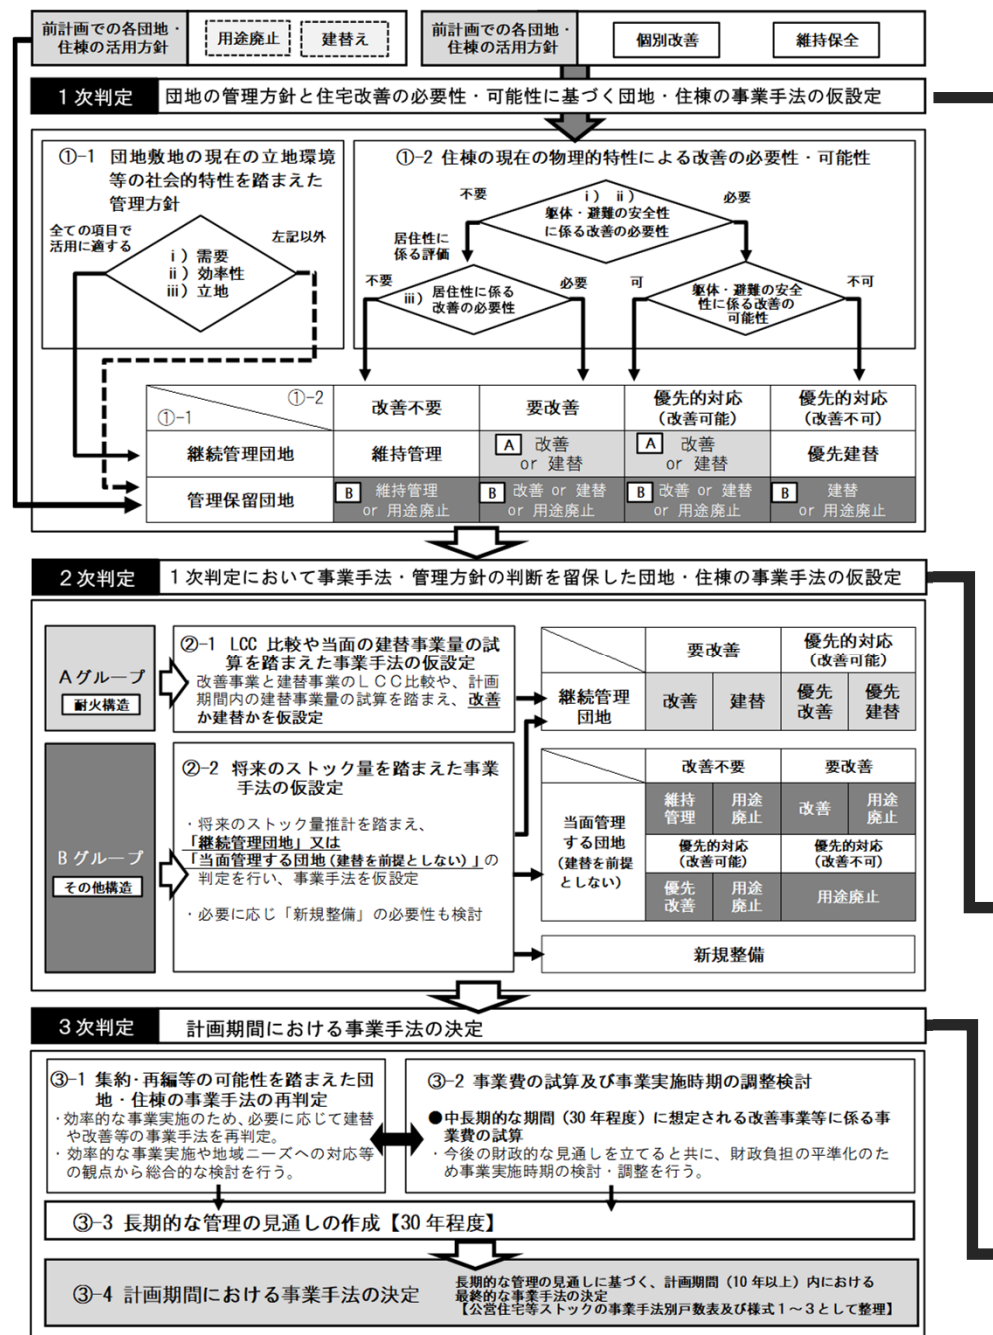 前計画での各団地・
住棟の活用方針
用途廃止
建替え
前計画での各団地・
住棟の活用方針
個別改善
維持保全
1次判定
団地の管理方針と住宅改善の必要性・可能性に基づく団地・住棟の事業手法の仮設定
①-1 団地敷地の現在の立地環境
等の社会的特性を踏まえた
管理方針
全ての項目で
活用に適する
左記以外
ⅰ）需要
ⅱ）効率性
ⅲ）立地
①-2 住棟の現在の物理的特性による改善の必要性・可能性
不要
ⅰ） ⅱ）
躯体・避難の安全性
に係る改善の必要性
必要
居住性に
係る評価
不要
ⅲ）居住性に係る
改善の必要性
必要
可
躯体・避難の安全
性に係る改善の
可能性
不可
①-2
①-1
改善不要
要改善
優先的対応
（改善可能）
優先的対応
（改善不可）
継続管理団地
維持管理
A 改善
or 建替
A 改善
or 建替
優先建替
管理保留団地
B 維持管理
or 用途廃止
B 改善 or 建替
or 用途廃止
B 改善 or 建替
or 用途廃止
B 建替
or 用途廃止
2次判定
1次判定において事業手法・管理方針の判断を留保した団地・住棟の事業手法の仮設定
Aグループ
耐火構造
②-1 LCC 比較や当面の建替事業量の試
算を踏まえた事業手法の仮設定
改善事業と建替事業のＬＣＣ比較や、計画
期間内の建替事業量の試算を踏まえ、改善
か建替かを仮設定
要改善
優先的対応
（改善可能）
継続管理
団地
改善
建替
優先
改善
優先
建替
Bグループ
その他構造
②-2 将来のストック量を踏まえた事業
手法の仮設定
・将来のストック量推計を踏まえ、
「継続管理団地」又は
「当面管理する団地（建替を前提としない）」の
判定を行い、事業手法を仮設定
・必要に応じ「新規整備」の必要性も検討
改善不要
要改善
当面管理
する団地
（建替を前提
としない）
維持
管理
用途
廃止
改善
用途
廃止
優先的対応
（改善可能）
優先的対応
（改善不可）
優先
改善
用途
廃止
用途廃止
新規整備
3次判定
計画期間における事業手法の決定
③-1 集約・再編等の可能性を踏まえた団
地・住棟の事業手法の再判定
・効率的な事業実施のため、必要に応じて建替
や改善等の事業手法を再判定。
・効率的な事業実施や地域ニーズへの対応等
の観点から総合的な検討を行う。
③-2 事業費の試算及び事業実施時期の調整検討
●中長期的な期間（30 年程度）に想定される改善事業等に係る事
業費の試算
・今後の財政的な見通しを立てると共に、財政負担の平準化のた
め事業実施時期の検討・調整を行う。
③-3 長期的な管理の見通しの作成【30 年程度】
③-4 計画期間における事業手法の決定
長期的な管理の見通しに基づく、計画期間（10 年以上）内における
最終的な事業手法の決定
【公営住宅等ストックの事業手法別戸数表及び様式１～３として整理】